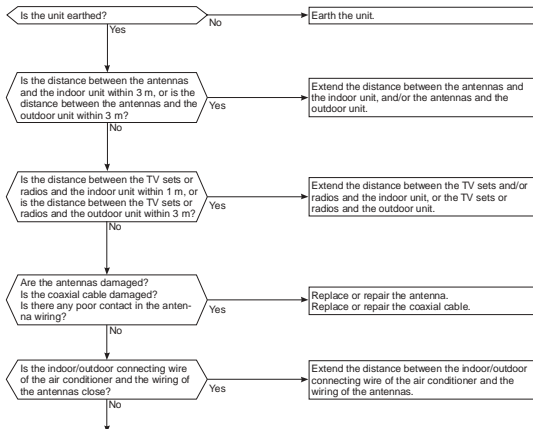 Is the unit earthed?
No
Earth the unit.
Yes
Is the distance between the antennas
and the indoor unit within 3 m, or is the
distance between the antennas and the
outdoor unit within 3 m?
Yes
Extend the distance between the antennas and
the indoor unit, and/or the antennas and the
outdoor unit.
No
Is the distance between the TV sets or
radios and the indoor unit within 1 m, or
is the distance between the TV sets or
radios and the outdoor unit within 3 m?
Yes
Extend the distance between the TV sets and/or
radios and the indoor unit, or the TV sets or
radios and the outdoor unit.
No
Are the antennas damaged?
Is the coaxial cable damaged?
Is there any poor contact in the anten-
na wiring?
Yes
Replace or repair the antenna.
Replace or repair the coaxial cable.
No
Is the indoor/outdoor connecting wire
of the air conditioner and the wiring of
the antennas close?
Yes
Extend the distance between the indoor/outdoor
connecting wire of the air conditioner and the
wiring of the antennas.
No